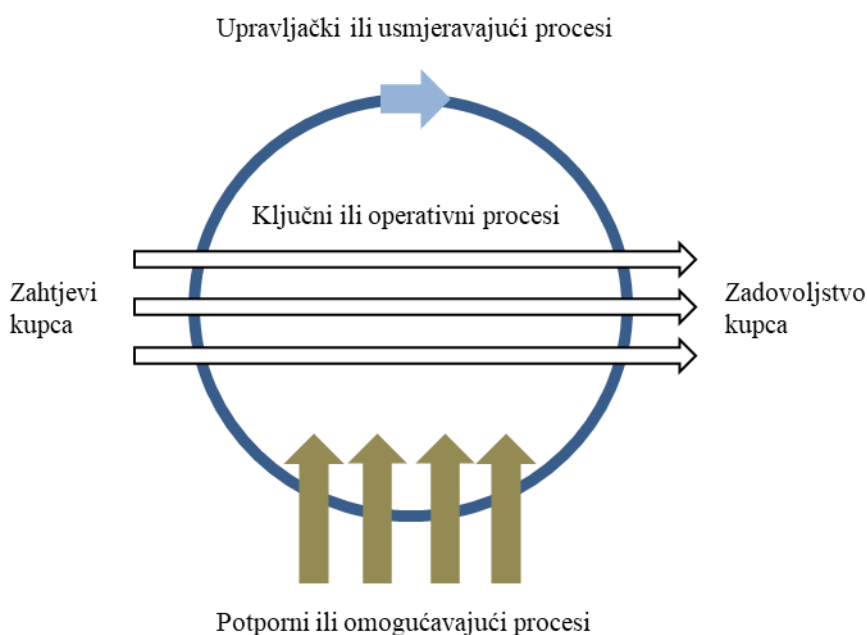 Upravljački ili usmjeravajući procesi
Ključni ili operativni procesi
Zahtjevi
kupca
Zadovoljstvo
kupca
Potporni ili omogućavajući procesi